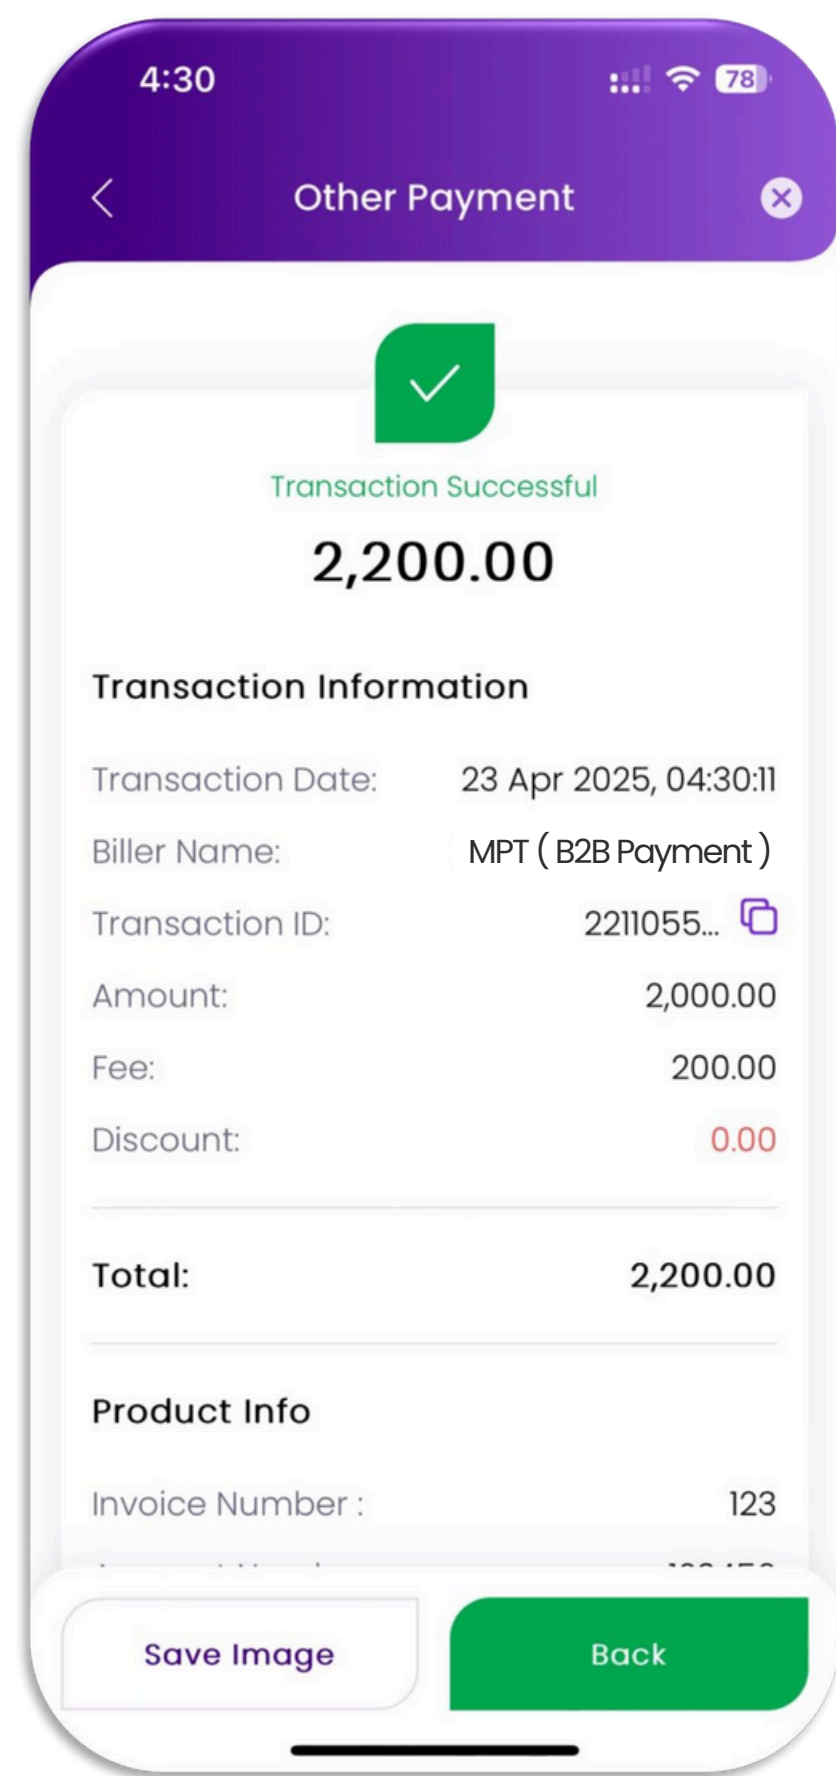 4:30
78
Other Payment
Transaction Successful
2,200.00
Transaction Information
Transaction Date: 23 Apr 2025, 04:30:11
Biller Name: MPT ( B2B Payment )
Transaction ID: 2211055...
Amount: 2,000.00
Fee: 200.00
Discount: 0.00
Total: 2,200.00
Product Info
Invoice Number : 123
Save Image Back